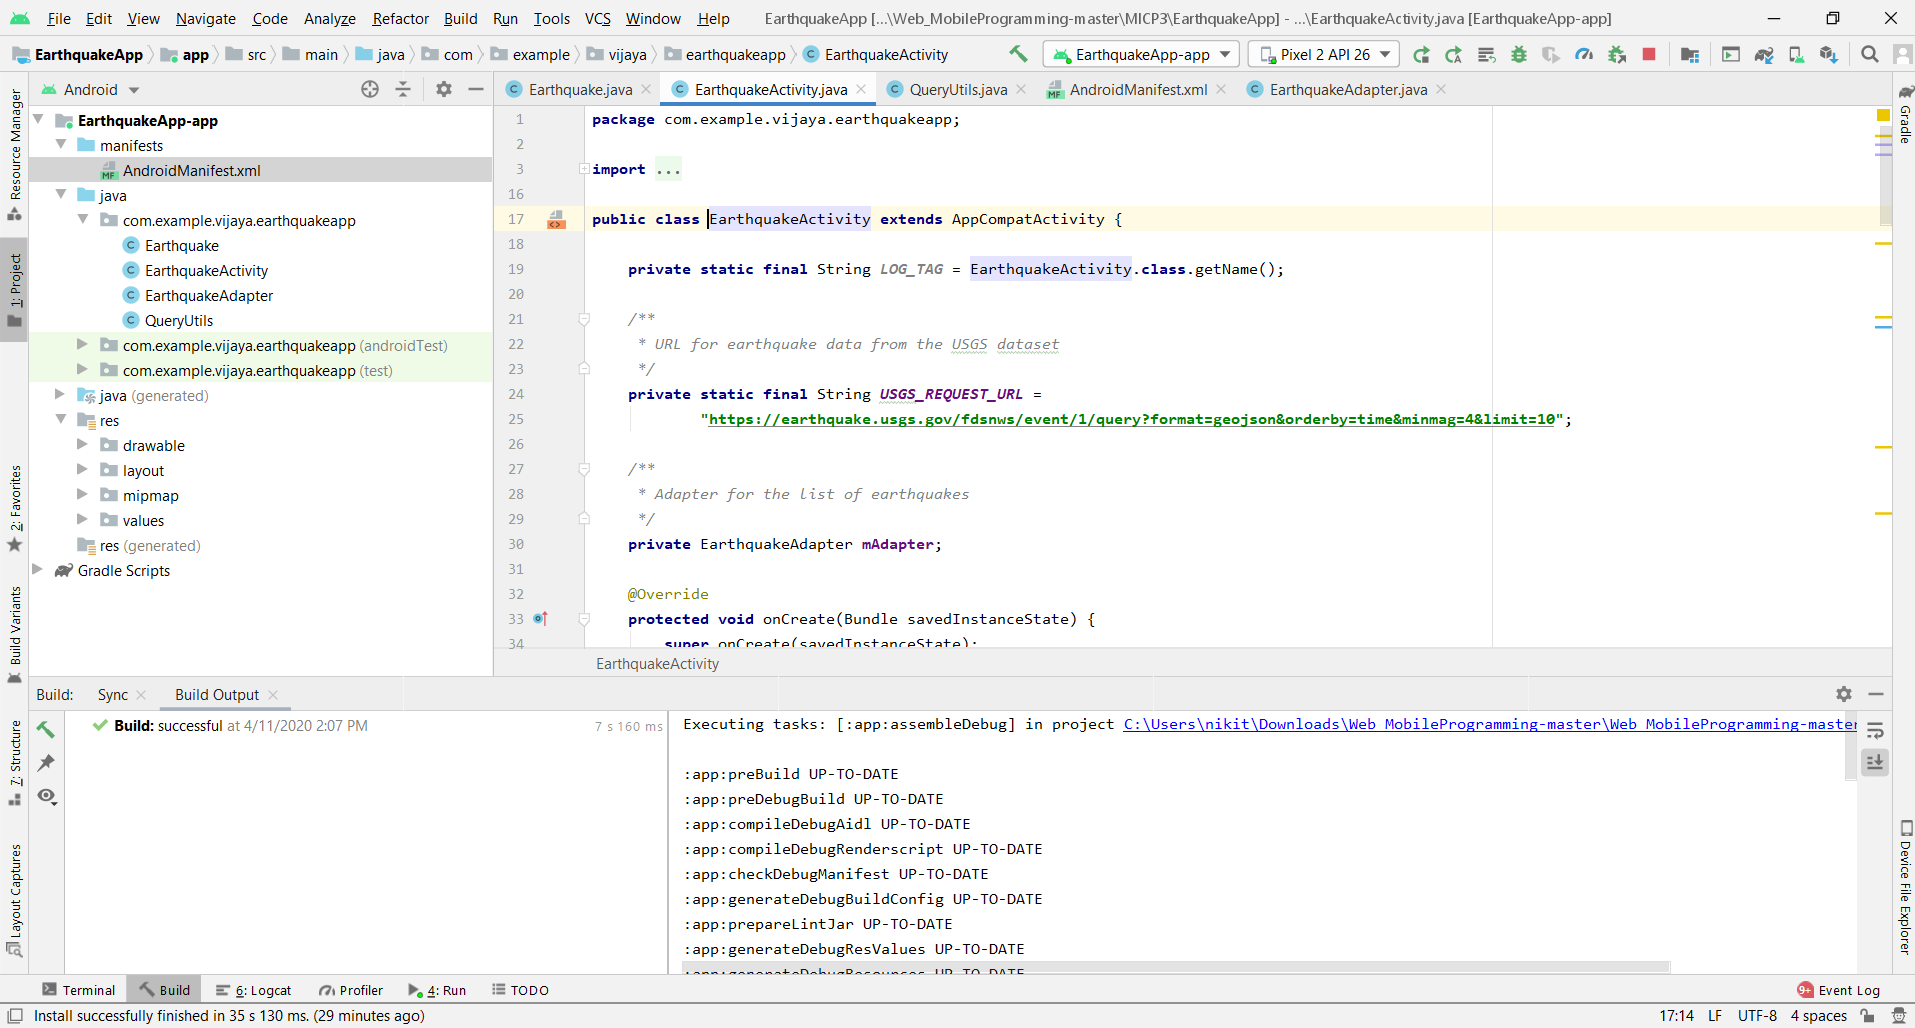 File Edit View Navigate Code Analyze Refactor Build Run Tools VCS Window Help EarthquakeApp [...\Web_MobileProgramming-master\MICP3\EarthquakeApp] - ...\EarthquakeActivity.java [EarthquakeApp-app]
EarthquakeApp app src main java com example vijaya earthquakeapp EarthquakeActivity EarthquakeApp-app Pixel 2 API 26
Android
Earthquake.java EarthquakeActivity.java QueryUtils.java AndroidManifest.xml EarthquakeAdapter.java
Resource Manager
1: Project
2: Favorites
Build Variants
7: Structure
Layout Captures
EarthquakeApp-app
manifests
AndroidManifest.xml
java
com.example.vijaya.earthquakeapp
Earthquake
EarthquakeActivity
EarthquakeAdapter
QueryUtils
com.example.vijaya.earthquakeapp (androidTest)
com.example.vijaya.earthquakeapp (test)
java (generated)
res
drawable
layout
mipmap
values
res (generated)
Gradle Scripts
1 package com.example.vijaya.earthquakeapp;
2
3 import ...
16
17 public class EarthquakeActivity extends AppCompatActivity {
18
19 private static final String LOG_TAG = EarthquakeActivity.class.getName();
20
21 /**
22 * URL for earthquake data from the USGS dataset
23 */
24 private static final String USGS_REQUEST_URL =
25 "https://earthquake.usgs.gov/fdsnws/event/1/query?format=geojson&orderby=time&minmag=4&limit=10";
26
27 /**
28 * Adapter for the list of earthquakes
29 */
30 private EarthquakeAdapter mAdapter;
31
32 @Override
33 protected void onCreate(Bundle savedInstanceState) {
34 super.onCreate(savedInstanceState);
EarthquakeActivity
Gradle
Device File Explorer
Build: Sync Build Output
Build: successful at 4/11/2020 2:07 PM 7 s 160 ms
Executing tasks: [:app:assembleDebug] in project C:\Users\nikit\Downloads\Web_MobileProgramming-master\Web_MobileProgramming-master
:app:preBuild UP-TO-DATE
:app:preDebugBuild UP-TO-DATE
:app:compileDebugAidl UP-TO-DATE
:app:compileDebugRenderscript UP-TO-DATE
:app:checkDebugManifest UP-TO-DATE
:app:generateDebugBuildConfig UP-TO-DATE
:app:prepareLintJar UP-TO-DATE
:app:generateDebugResValues UP-TO-DATE
:app:generateDebugResources UP-TO-DATE
Terminal Build 6: Logcat Profiler 4: Run TODO 9+ Event Log
Install successfully finished in 35 s 130 ms. (29 minutes ago) 17:14 LF UTF-8 4 spaces